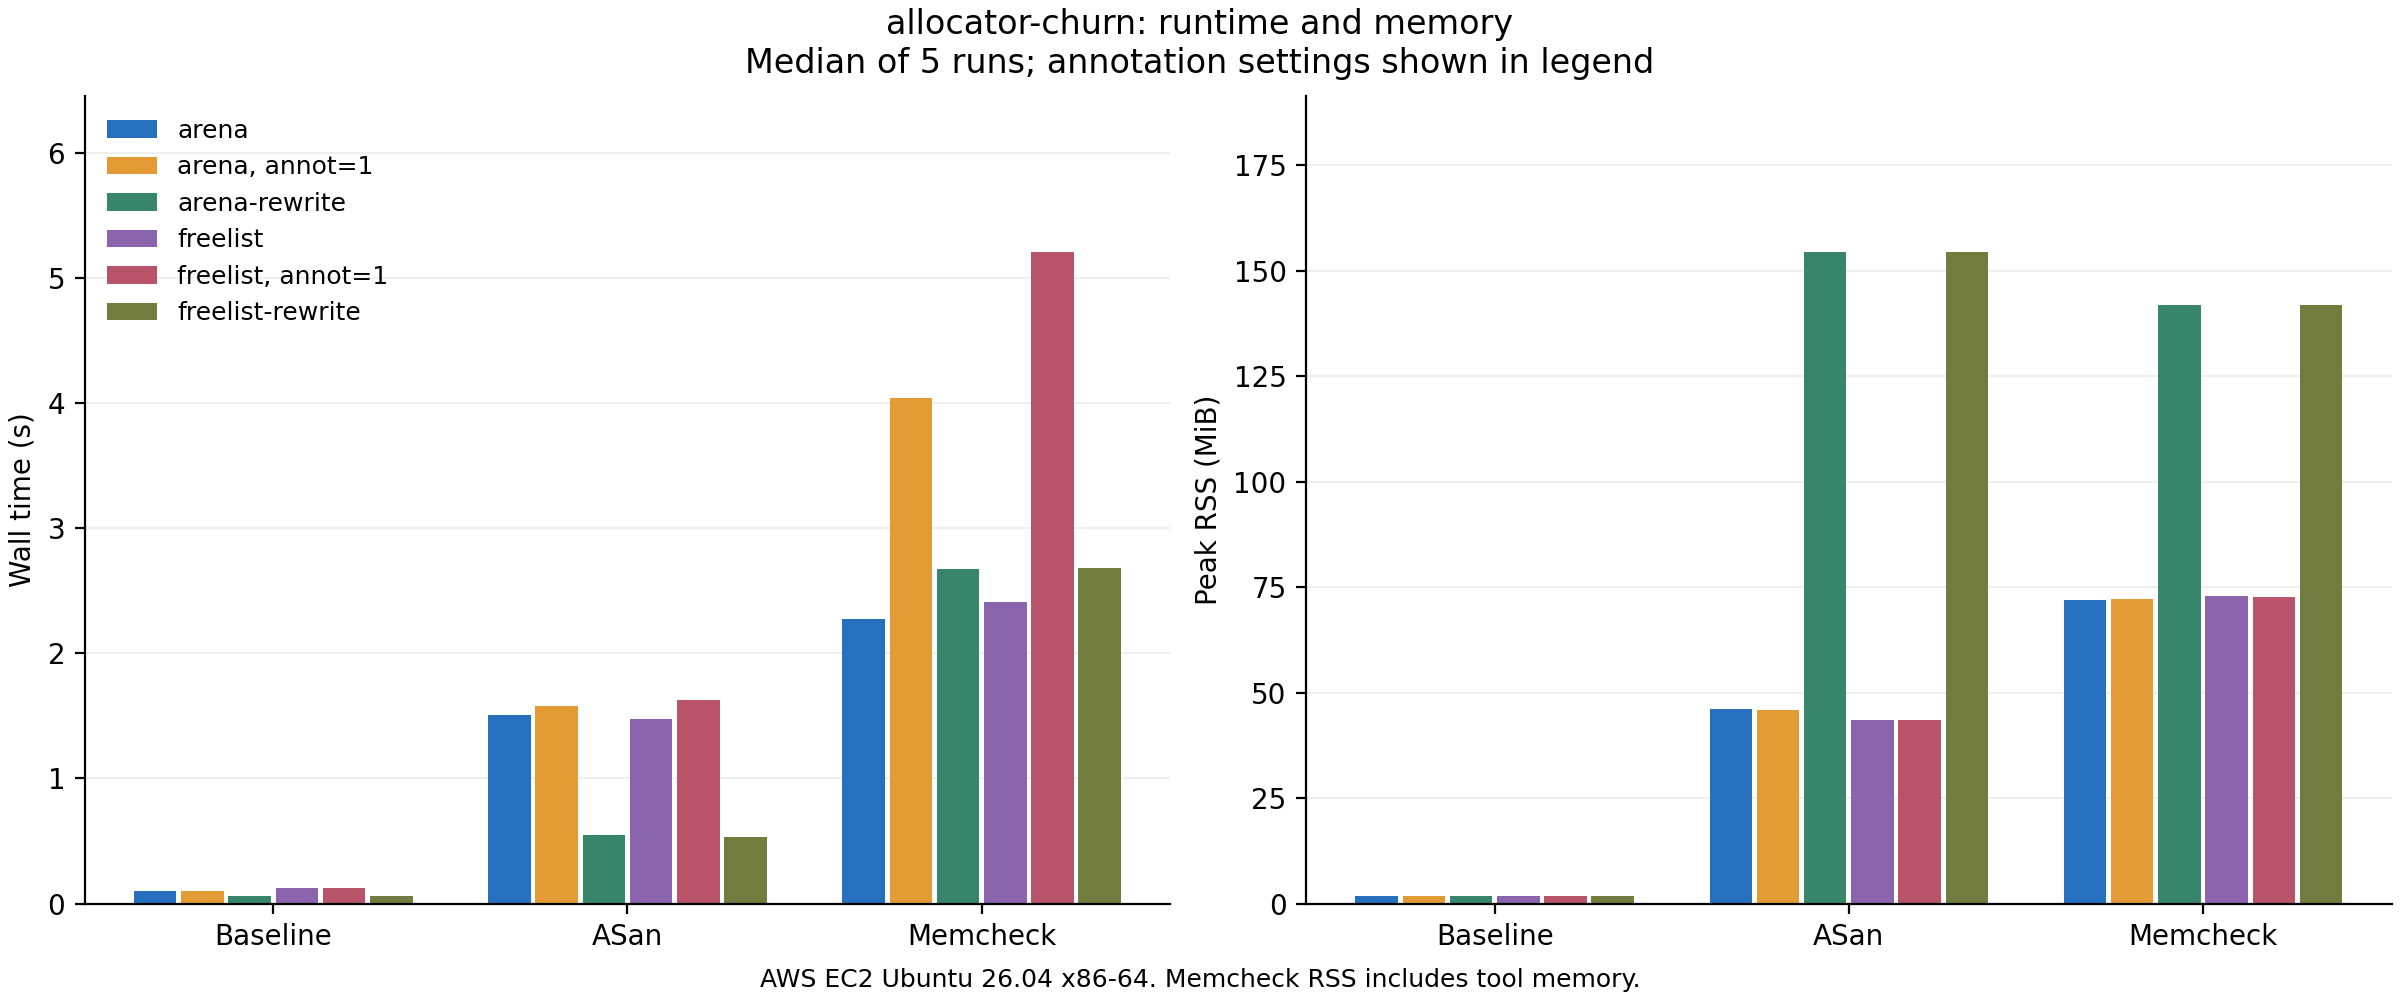 allocator-churn: runtime and memory
Median of 5 runs; annotation settings shown in legend
arena
arena, annot=1
arena-rewrite
freelist
freelist, annot=1
freelist-rewrite
Wall time (s)
6
5
4
3
2
1
0
Baseline
ASan
Memcheck
Peak RSS (MiB)
175
150
125
100
75
50
25
0
Baseline
ASan
Memcheck
AWS EC2 Ubuntu 26.04 x86-64. Memcheck RSS includes tool memory.